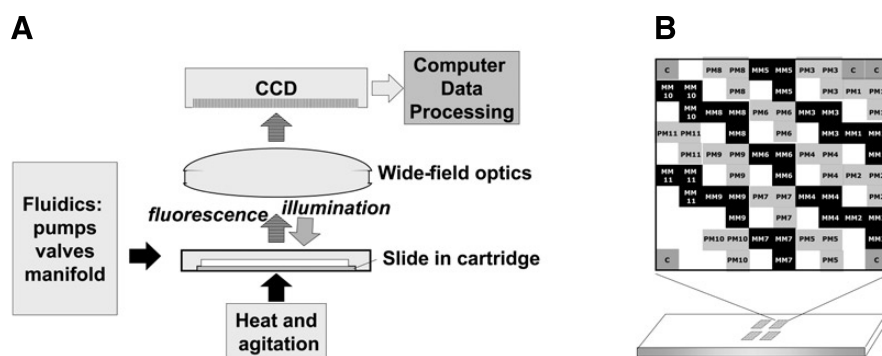 A
CCD
Computer
Data
Processing
Wide-field optics
Fluidics:
pumps
valves
manifold
fluorescence
illumination
Slide in cartridge
Heat and
agitation
B
C PM8 PM8 MM5 MM5 PM3 PM3 C C
MM 10 MM 10 PM8 MM5 PM3 PM1
MM 10 MM8 MM8 PM6 PM6 MM3 MM3
PM11 PM11 MM8 PM6 MM3 MM1
PM11 PM9 PM9 MM6 MM6 PM4 PM4
MM 11 MM 11 PM9 MM6 PM4 PM2
MM 11 MM9 MM9 PM7 PM7 MM4 MM4
MM9 PM7 MM4 MM2
PM10 PM10 MM7 MM7 PM5 PM5
C PM10 MM7 PM5 C